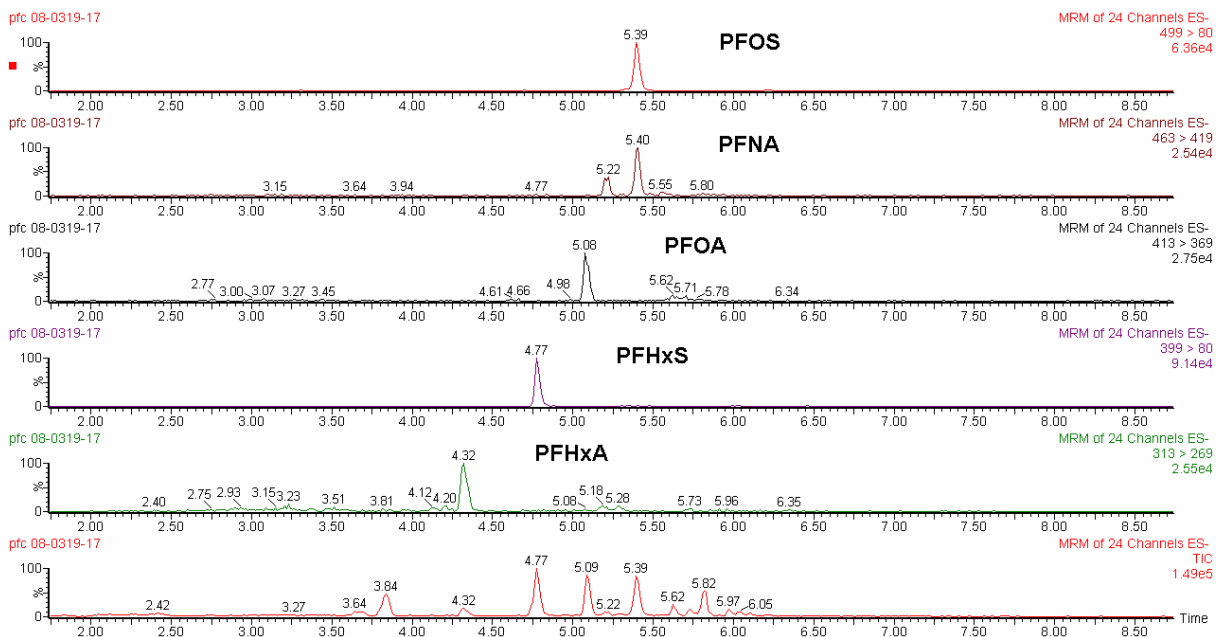 pfc 08-0319-17
MRM of 24 Channels ES-
499 > 80
6.36e4
PFOS
5.39
100
%
0
2.00 2.50 3.00 3.50 4.00 4.50 5.00 5.50 6.00 6.50 7.00 7.50 8.00 8.50
pfc 08-0319-17
MRM of 24 Channels ES-
463 > 419
2.54e4
PFNA
5.40
100
%
0
3.15 3.64 3.94 4.77 5.22 5.55 5.80
2.00 2.50 3.00 3.50 4.00 4.50 5.00 5.50 6.00 6.50 7.00 7.50 8.00 8.50
pfc 08-0319-17
MRM of 24 Channels ES-
413 > 369
2.75e4
PFOA
5.08
100
%
0
2.77 3.00 3.07 3.27 3.45 4.61 4.66 4.98 5.62 5.71 5.78 6.34
2.00 2.50 3.00 3.50 4.00 4.50 5.00 5.50 6.00 6.50 7.00 7.50 8.00 8.50
pfc 08-0319-17
MRM of 24 Channels ES-
399 > 80
9.14e4
PFHxS
4.77
100
%
0
2.00 2.50 3.00 3.50 4.00 4.50 5.00 5.50 6.00 6.50 7.00 7.50 8.00 8.50
pfc 08-0319-17
MRM of 24 Channels ES-
313 > 269
2.55e4
PFHxA
4.32
100
%
0
2.40 2.75 2.93 3.15 3.23 3.51 3.81 4.12 4.20 5.08 5.18 5.28 5.73 5.96 6.35
2.00 2.50 3.00 3.50 4.00 4.50 5.00 5.50 6.00 6.50 7.00 7.50 8.00 8.50
pfc 08-0319-17
MRM of 24 Channels ES-
TIC
1.49e5
100
%
0
2.42 3.27 3.64 3.84 4.32 4.77 5.09 5.22 5.39 5.62 5.82 5.97 6.05
Time
2.00 2.50 3.00 3.50 4.00 4.50 5.00 5.50 6.00 6.50 7.00 7.50 8.00 8.50